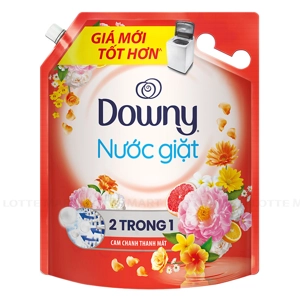 GIÁ MỚI
TỐT HƠN*
Downy
Nước giặt
2 TRONG 1
CAM CHANH THANH MÁT